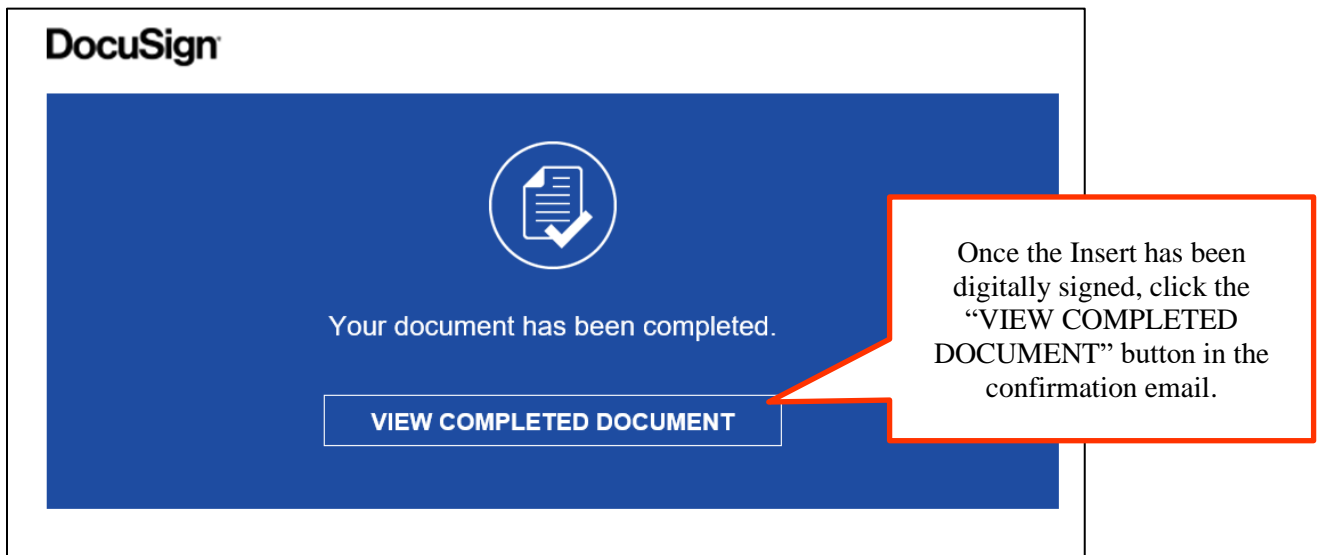 DocuSign
Your document has been completed.
VIEW COMPLETED DOCUMENT
Once the Insert has been
digitally signed, click the
“VIEW COMPLETED
DOCUMENT” button in the
confirmation email.